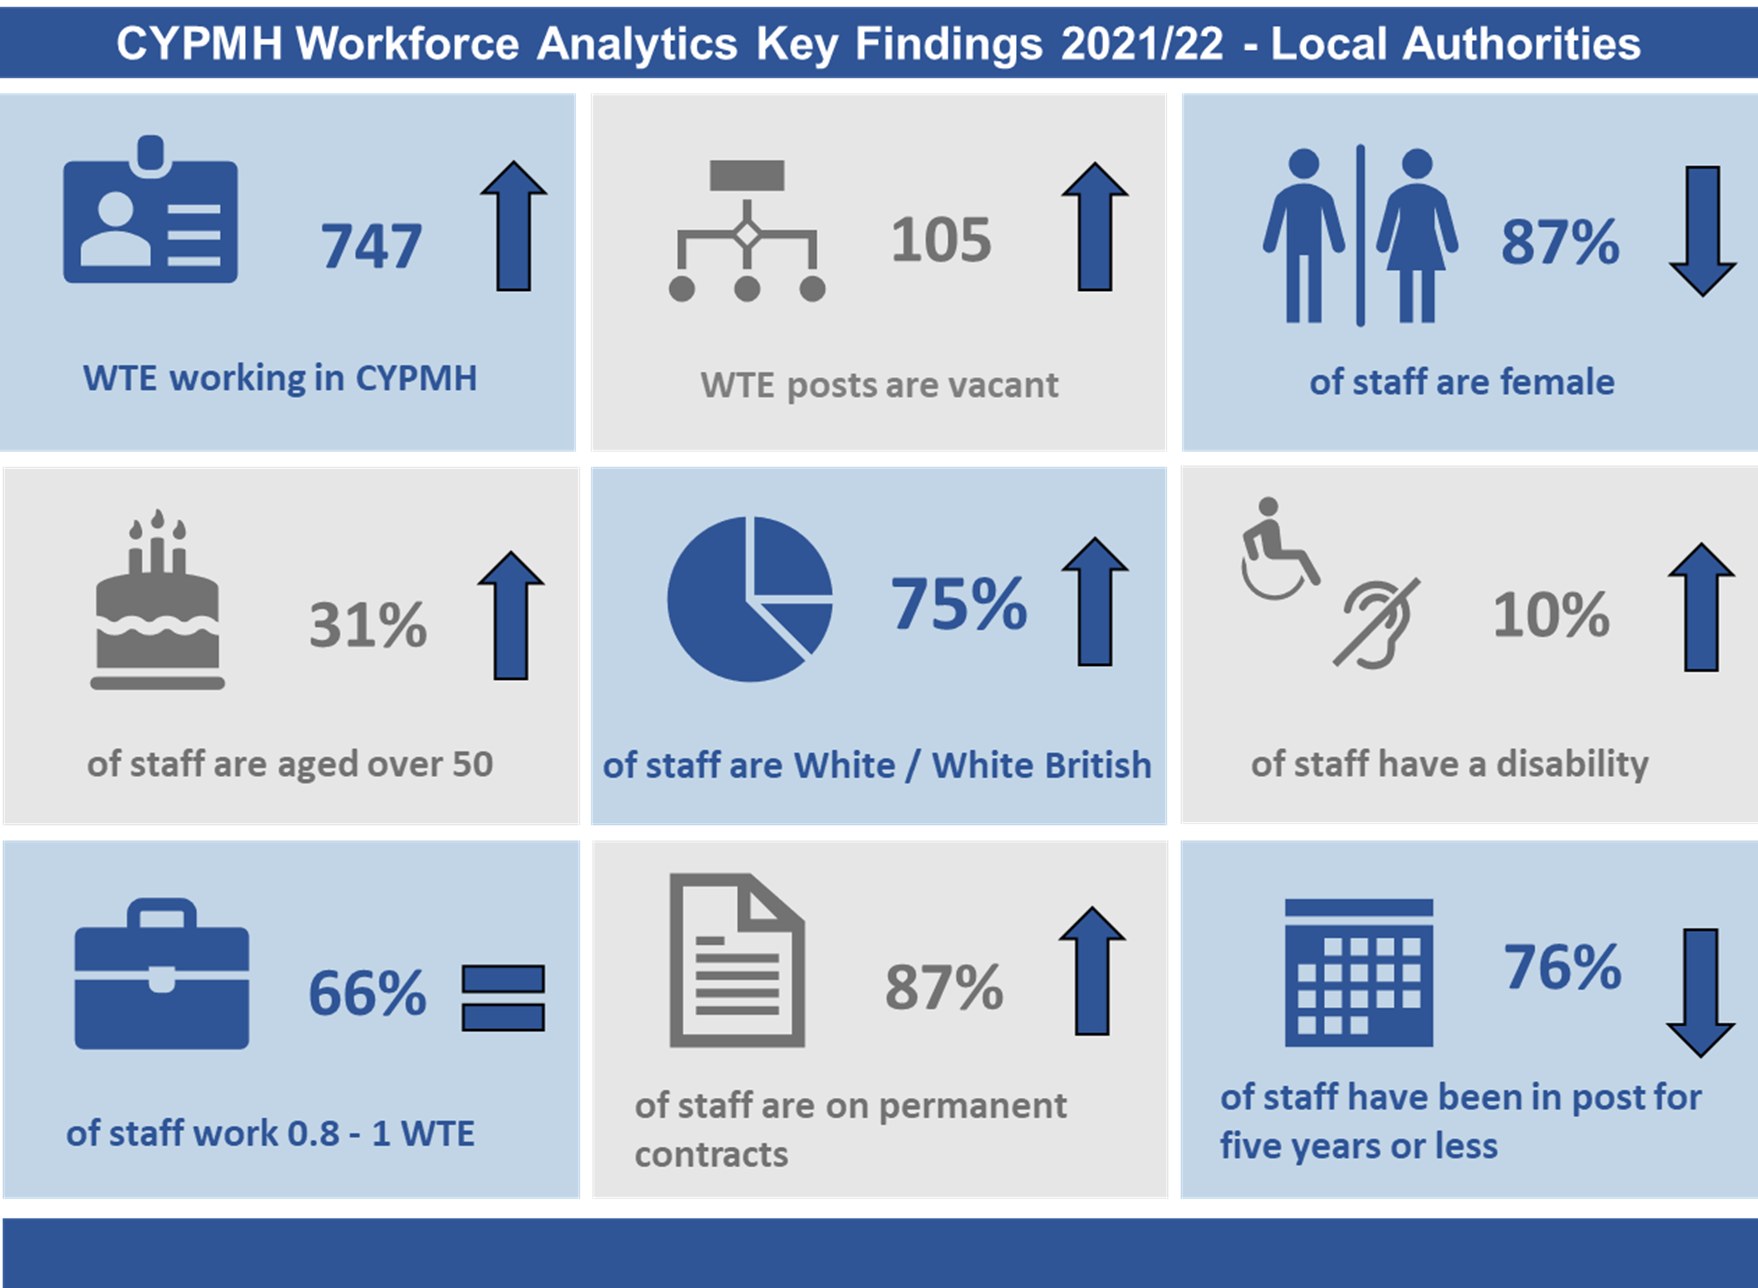 CYPMH Workforce Analytics Key Findings 2021/22 - Local Authorities
747
WTE working in CYPMH
105
WTE posts are vacant
87%
of staff are female
31%
of staff are aged over 50
75%
of staff are White / White British
10%
of staff have a disability
66%
of staff work 0.8 - 1 WTE
87%
of staff are on permanent
contracts
76%
of staff have been in post for
five years or less